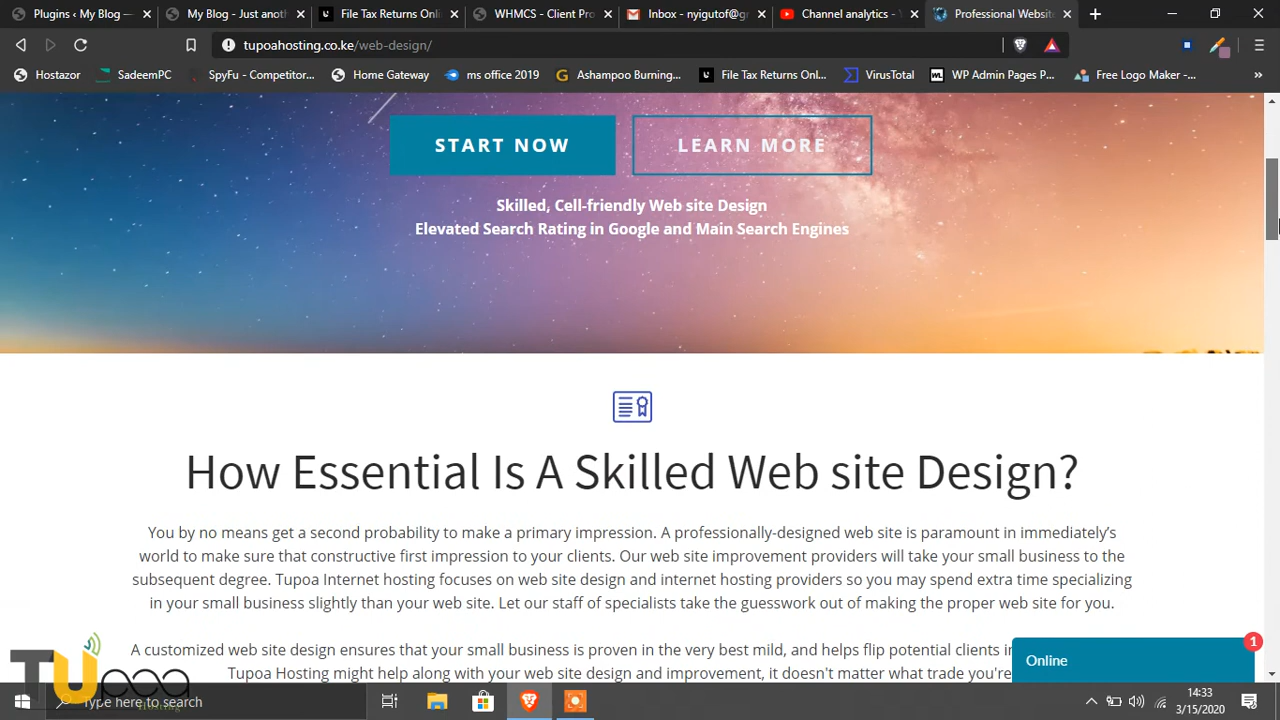 Plugins ‹ My Blog —
My Blog - Just anoth
File Tax Returns Onli
WHMCS - Client Pro
Inbox - nyigutof@gr
Channel analytics - Y
Professional Website
tupoahosting.co.ke/web-design/
Hostazor
SadeemPC
SpyFu - Competitor...
Home Gateway
ms office 2019
Ashampoo Burning...
File Tax Returns Onl...
VirusTotal
WP Admin Pages P...
Free Logo Maker -...
»
START NOW
LEARN MORE
Skilled, Cell-friendly Web site Design
Elevated Search Rating in Google and Main Search Engines
How Essential Is A Skilled Web site Design?
You by no means get a second probability to make a primary impression. A professionally-designed web site is paramount in immediately’s
world to make sure that constructive first impression to your clients. Our web site improvement providers will take your small business to the
subsequent degree. Tupoa Internet hosting focuses on web site design and internet hosting providers so you may spend extra time specializing
in your small business slightly than your web site. Let our staff of specialists take the guesswork out of making the proper web site for you.
A customized web site design ensures that your small business is proven in the very best mild, and helps flip potential clients in
Tupoa Hosting might help along with your web site design and improvement, it doesn't matter what trade you're
Online
1
TUpoa
Type here to search
14:33
3/15/2020